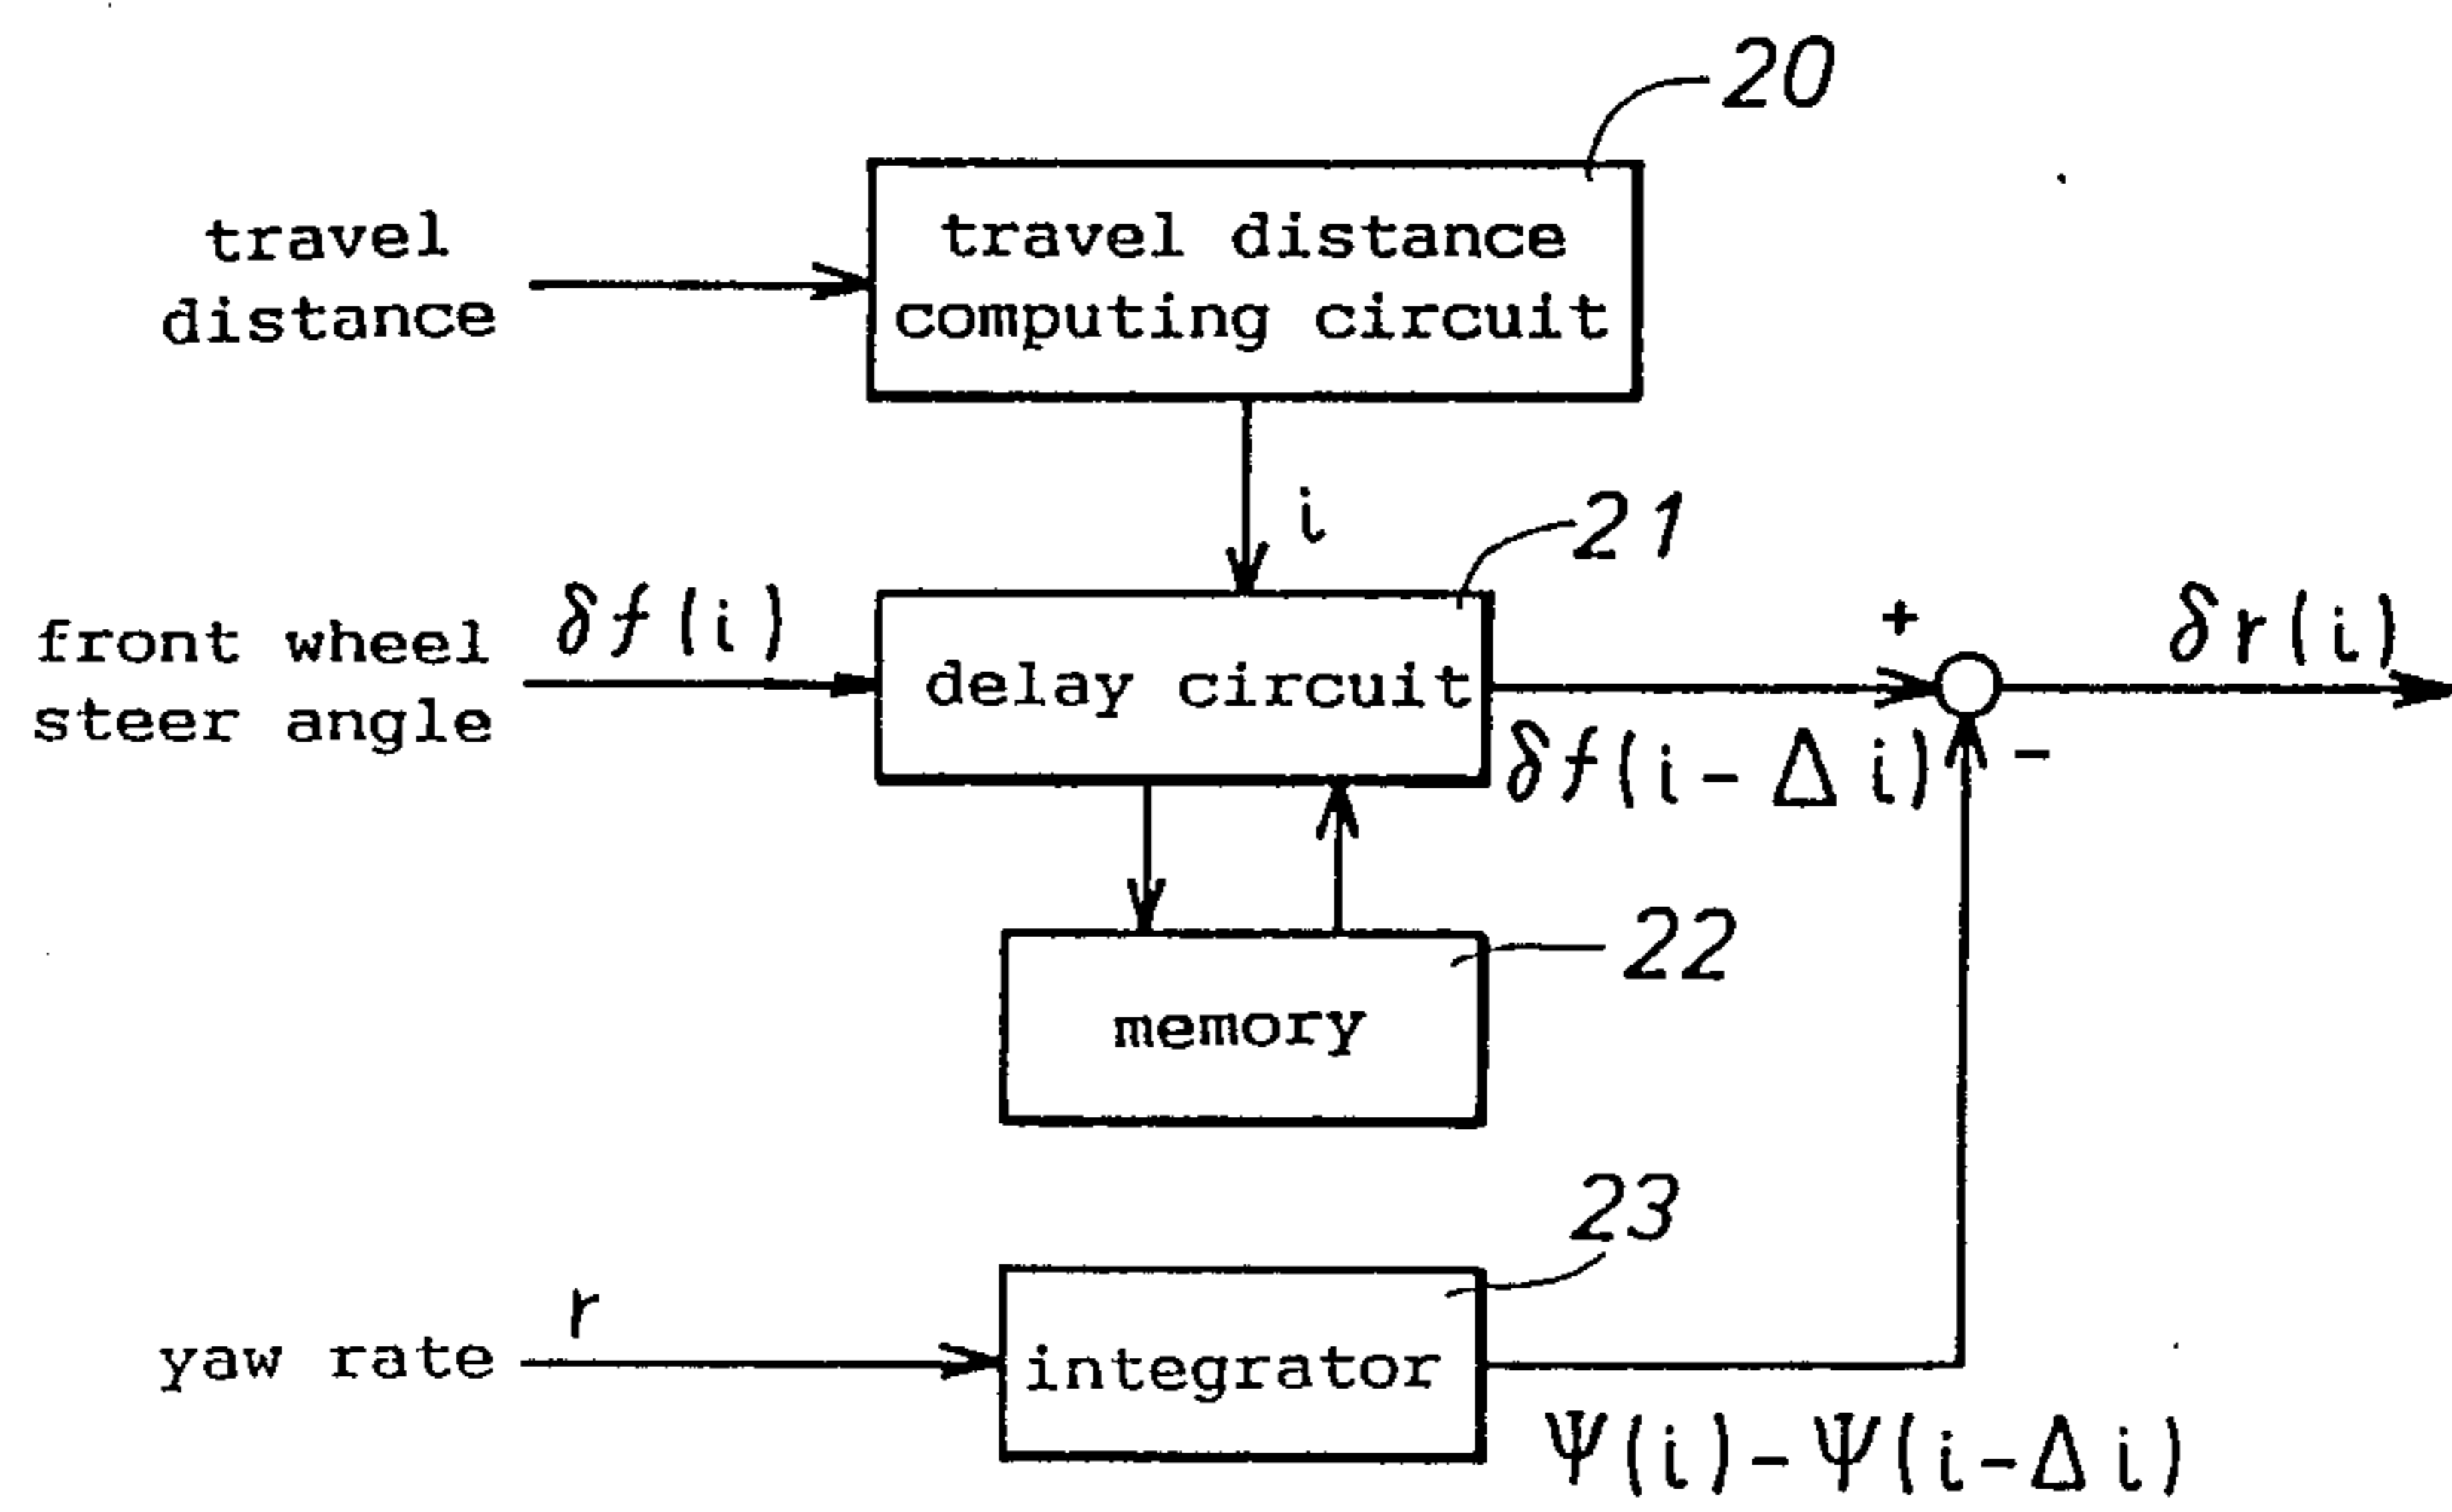 20
travel
distance
travel distance
computing circuit
i
21
front wheel
steer angle
δf(i)
delay circuit
+
δr(i)
δf(i-Δi)
-
22
memory
23
yaw rate
r
integrator
Ψ(i)-Ψ(i-Δi)